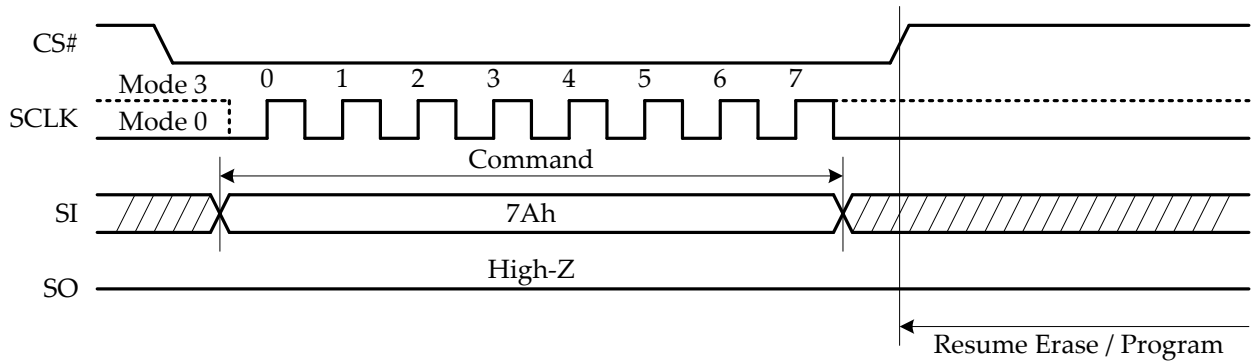 CS#
Mode 3 0 1 2 3 4 5 6 7
SCLK
Mode 0
Command
SI 7Ah
High-Z
SO
Resume Erase / Program